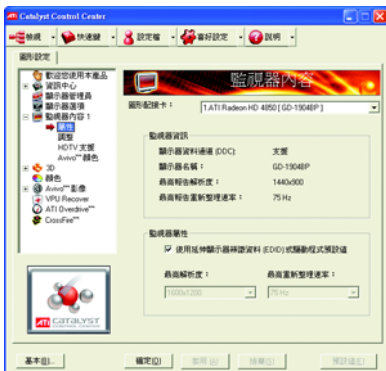 Catalyst Control Center
檢視
快速鍵
設定檔
喜好設定
說明
圖形設定
歡迎您使用本產品
資訊中心
顯示器管理員
顯示器選項
監視器內容 1
屬性
調整
HDTV 支援
Avivo™ 顏色
3D
顏色
Avivo™ 影像
VPU Recover
ATI Overdrive™
CrossFire™
監視器內容
圖形配接卡：
1.ATI Radeon HD 4850 [ GD-1904BP ]
監視器資訊
顯示器資料通道 (DDC): 支援
顯示器名稱： GD-1904BP
最高報告解析度： 1440x900
最高報告重新整理速率： 75 Hz
監視器屬性
使用延伸顯示器辨識資料 (EDID) 或驅動程式預設值
最高解析度： 最高重新整理速率：
1600x1200 75 Hz
ATI CATALYST
CONTROL CENTER
基本(B)... 確定(O) 套用(A) 捨棄(S) 預設值(E)